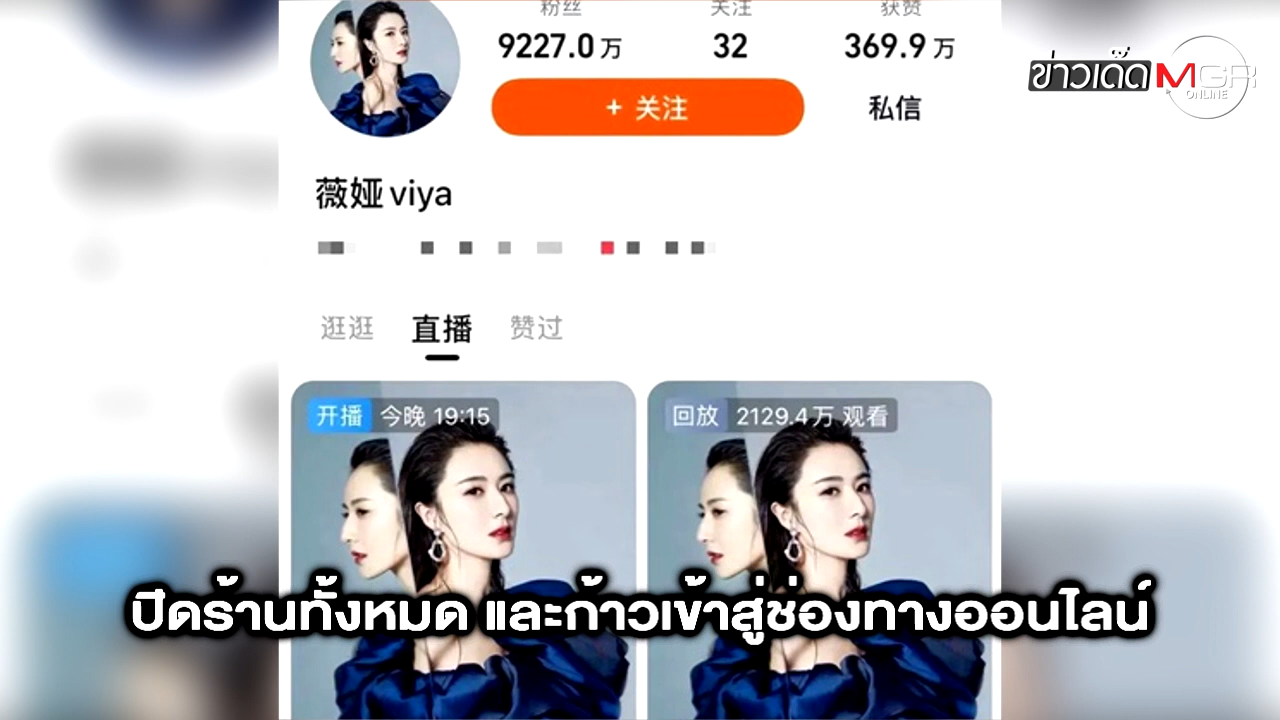 粉丝 关注 获赞
9227.0万 32 369.9万
+ 关注 私信
薇娅viya
逛逛 直播 赞过
开播 今晚 19:15
回放 2129.4万 观看
ข่าวเด็ด MGR
ONLINE
ปิดร้านทั้งหมด และก้าวเข้าสู่ช่องทางออนไลน์